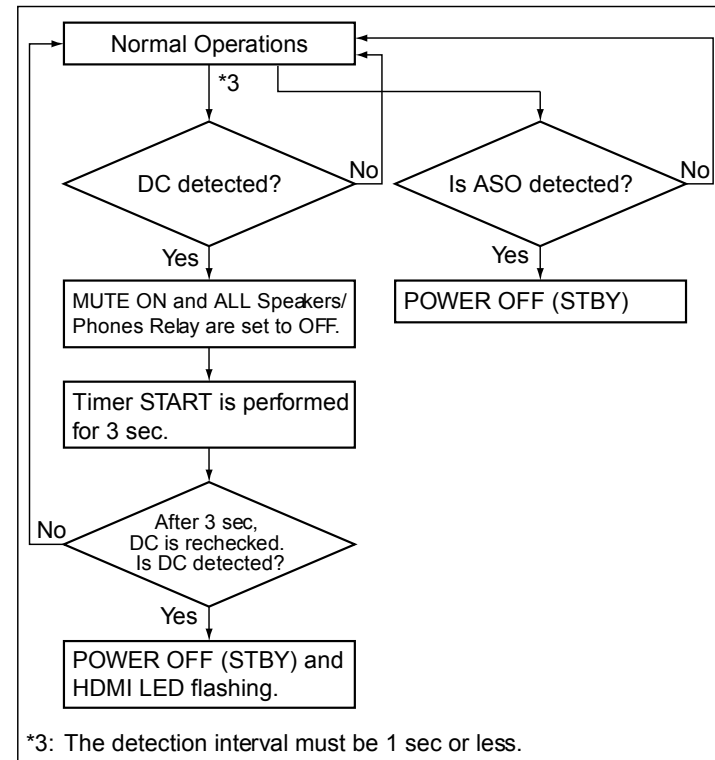 Normal Operations
*3
DC detected?
No
Is ASO detected?
No
Yes
Yes
MUTE ON and ALL Speakers/
Phones Relay are set to OFF.
POWER OFF (STBY)
Timer START is performed
for 3 sec.
No
After 3 sec,
DC is rechecked.
Is DC detected?
Yes
POWER OFF (STBY) and
HDMI LED flashing.
*3: The detection interval must be 1 sec or less.